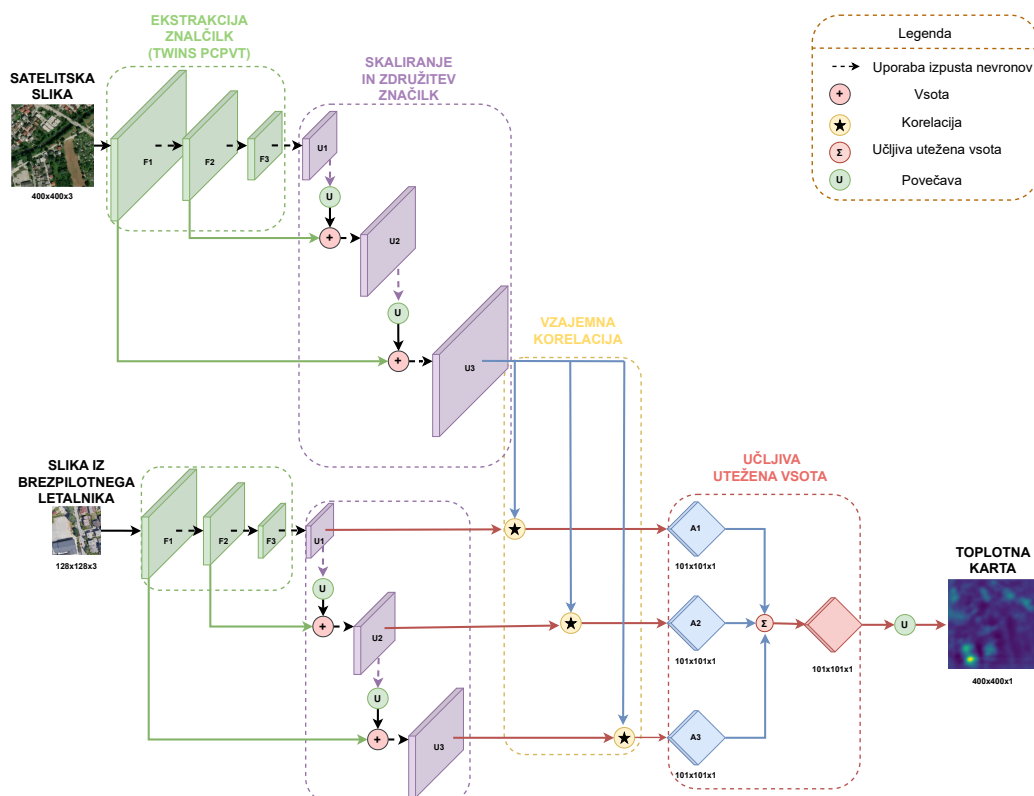 EKSTRAKCIJA
ZNALČILK
(TWINS PCPVT)
SKALIRANJE
IN ZDRUŽITEV
ZNAČILK
Legenda
Uporaba izpusta nevronov
+
Vsota
Korelacija
Σ
Učljiva utežena vsota
U
Povečava
SATELITSKA
SLIKA
400x400x3
F1
F2
F3
U1
U
+
U2
U
+
U3
VZAJEMNA
KORELACIJA
SLIKA IZ
BREZPILOTNEGA
LETALNIKA
128x128x3
F1
F2
F3
U1
U
+
U2
U
+
U3
UČLJIVA
UTEŽENA VSOTA
A1
101x101x1
A2
101x101x1
A3
101x101x1
Σ
101x101x1
U
TOPLOTNA
KARTA
400x400x1